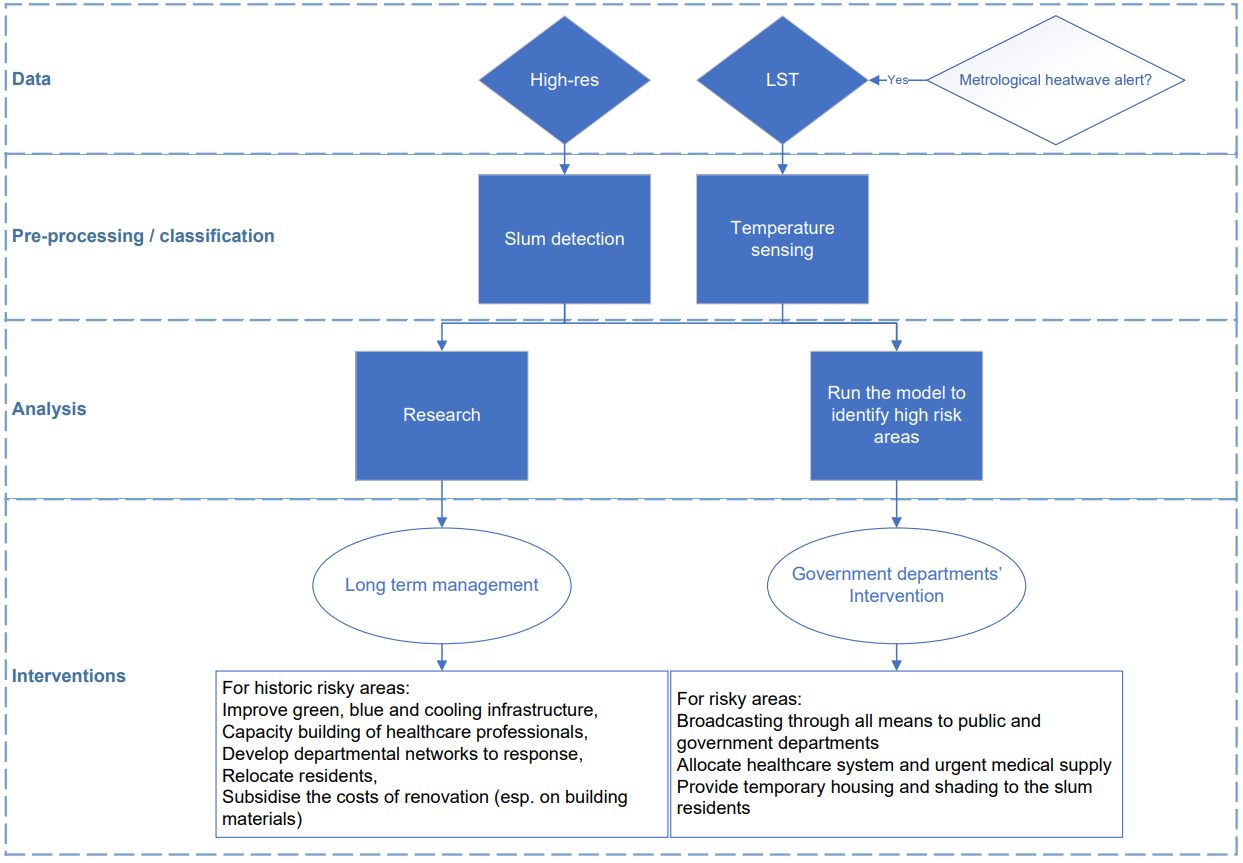 Data
High-res
LST
Yes
Metrological heatwave alert?
Pre-processing / classification
Slum detection
Temperature
sensing
Analysis
Research
Run the model to
identify high risk
areas
Interventions
Long term management
Government departments’
Intervention
For historic risky areas:
Improve green, blue and cooling infrastructure,
Capacity building of healthcare professionals,
Develop departmental networks to response,
Relocate residents,
Subsidise the costs of renovation (esp. on building
materials)
For risky areas:
Broadcasting through all means to public and
government departments
Allocate healthcare system and urgent medical supply
Provide temporary housing and shading to the slum
residents